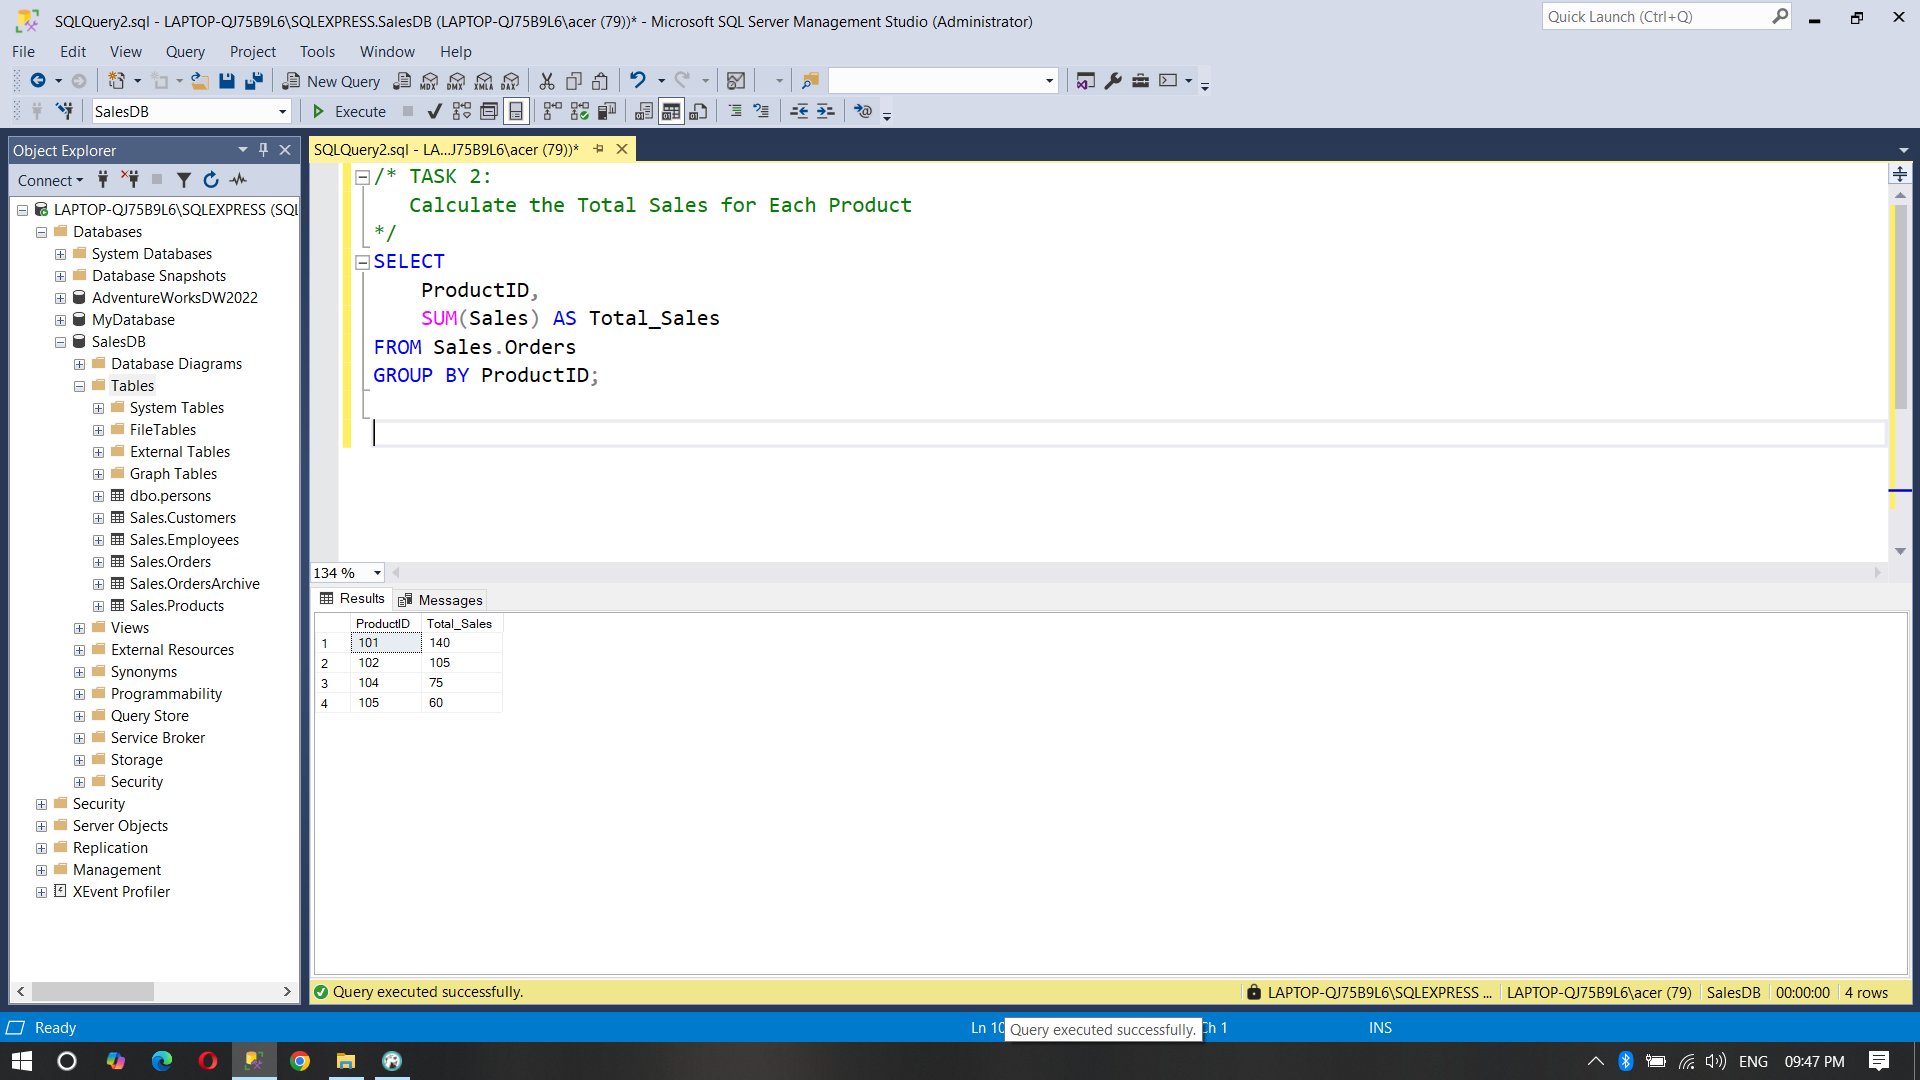 SQLQuery2.sql - LAPTOP-QJ75B9L6\SQLEXPRESS.SalesDB (LAPTOP-QJ75B9L6\acer (79))* - Microsoft SQL Server Management Studio (Administrator)
Quick Launch (Ctrl+Q)
File Edit View Query Project Tools Window Help
New Query MDX DMX XMLA DAX
SalesDB Execute
Object Explorer
SQLQuery2.sql - LA...J75B9L6\acer (79))*
Connect
LAPTOP-QJ75B9L6\SQLEXPRESS (SQL
Databases
System Databases
Database Snapshots
AdventureWorksDW2022
MyDatabase
SalesDB
Database Diagrams
Tables
System Tables
FileTables
External Tables
Graph Tables
dbo.persons
Sales.Customers
Sales.Employees
Sales.Orders
Sales.OrdersArchive
Sales.Products
Views
External Resources
Synonyms
Programmability
Query Store
Service Broker
Storage
Security
Security
Server Objects
Replication
Management
XEvent Profiler
/* TASK 2:
Calculate the Total Sales for Each Product
*/
SELECT
ProductID,
SUM(Sales) AS Total_Sales
FROM Sales.Orders
GROUP BY ProductID;
134 %
Results Messages
ProductID Total_Sales
1 101 140
2 102 105
3 104 75
4 105 60
Query executed successfully. LAPTOP-QJ75B9L6\SQLEXPRESS ... LAPTOP-QJ75B9L6\acer (79) SalesDB 00:00:00 4 rows
Ready Ln 10 Query executed successfully. Ch 1 INS
ENG 09:47 PM